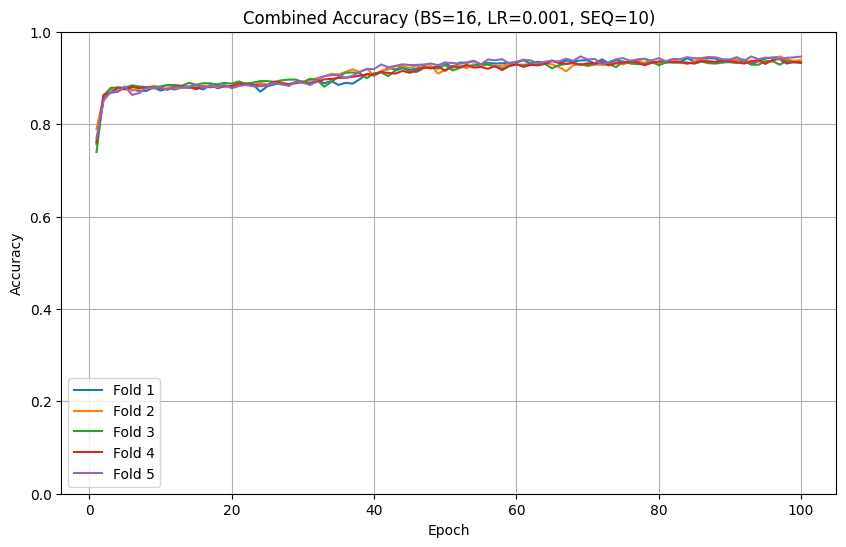 Combined Accuracy (BS=16, LR=0.001, SEQ=10)
1.0
0.8
0.6
0.4
0.2
0.0
Accuracy
Fold 1
Fold 2
Fold 3
Fold 4
Fold 5
0 20 40 60 80 100
Epoch